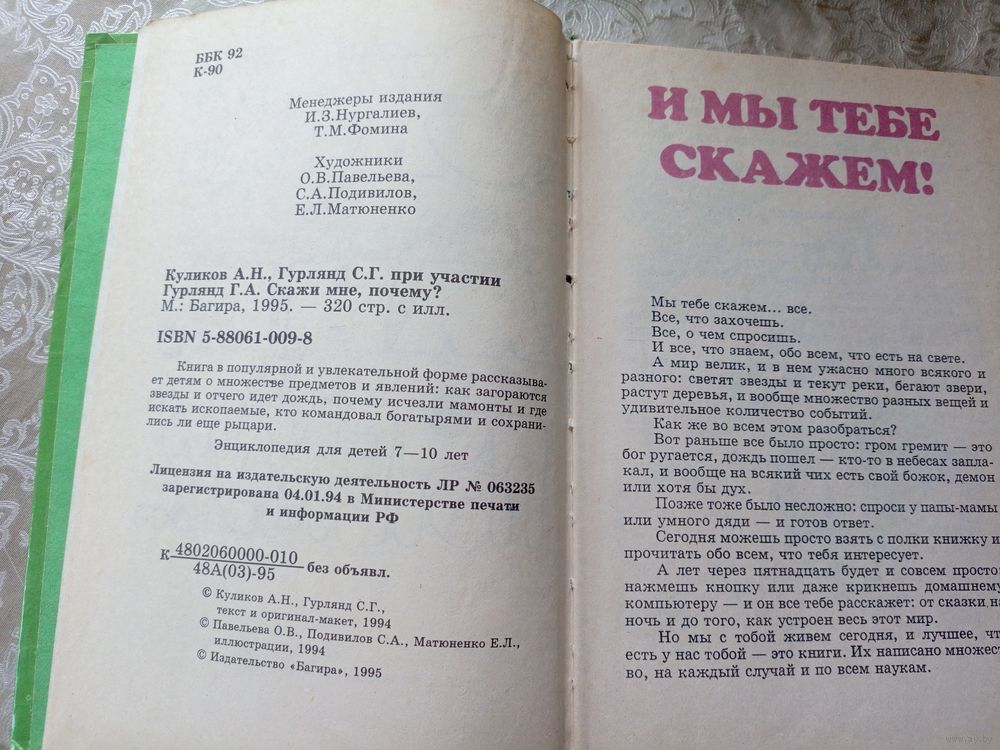 ББК 92
К-90
Менеджеры издания
И.З.Нургалиев,
Т.М.Фомина
Художники
О.В.Павельева,
С.А.Подивилов,
Е.Л.Матюненко
Куликов А.Н., Гурлянд С.Г. при участии
Гурлянд Г.А. Скажи мне, почему?
М.: Багира, 1995. — 320 стр. с илл.
ISBN 5-88061-009-8
Книга в популярной и увлекательной форме рассказыва-
ет детям о множестве предметов и явлений: как загораются
звезды и отчего идет дождь, почему исчезли мамонты и где
искать ископаемые, кто командовал богатырями и сохрани-
лись ли еще рыцари.
Энциклопедия для детей 7—10 лет
Лицензия на издательскую деятельность ЛР № 063235
зарегистрирована 04.01.94 в Министерстве печати
и информации РФ
К 4802060000-010
48А(03)-95 без объявл.
© Куликов А.Н., Гурлянд С.Г.,
текст и оригинал-макет, 1994
© Павельева О.В., Подивилов С.А., Матюненко Е.Л.,
иллюстрации, 1994
© Издательство «Багира», 1995
И МЫ ТЕБЕ
СКАЖЕМ!
Мы тебе скажем... все.
Все, что захочешь.
Все, о чем спросишь.
И все, что знаем, обо всем, что есть на свете.
А мир велик, и в нем ужасно много всякого и
разного: светят звезды и текут реки, бегают звери,
растут деревья, и вообще множество разных вещей и
удивительное количество событий.
Как же во всем этом разобраться?
Вот раньше все было просто: гром гремит — это
бог ругается, дождь пошел — кто-то в небесах запла-
кал, и вообще на всякий чих есть свой божок, демон
или хотя бы дух.
Позже тоже было несложно: спроси у папы-мамы
или умного дяди — и готов ответ.
Сегодня можешь просто взять с полки книжку и
прочитать обо всем, что тебя интересует.
А лет через пятнадцать будет и совсем просто:
нажмешь кнопку или даже крикнешь домашнему
компьютеру — и он все тебе расскажет: от сказки на
ночь и до того, как устроен весь этот мир.
Но мы с тобой живем сегодня, и лучшее, чт
есть у нас тобой — это книги. Их написано множест
во, на каждый случай и по всем наукам.